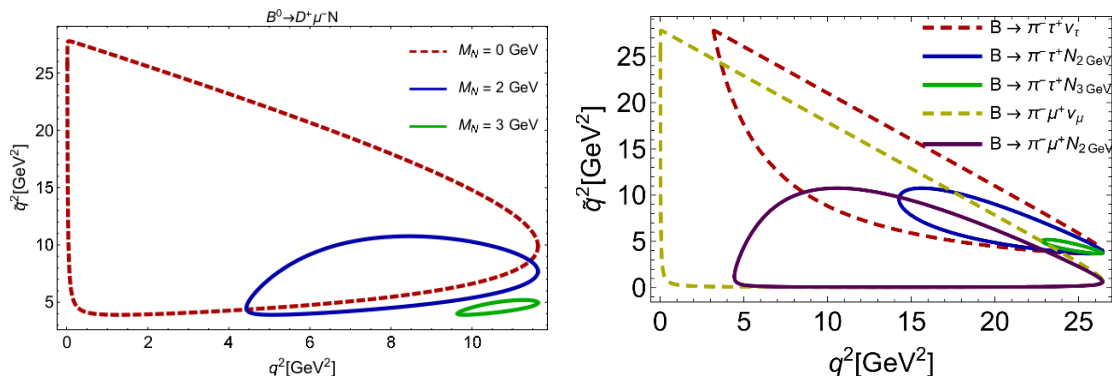 B⁰→D⁺μ⁻N
M_N = 0 GeV
M_N = 2 GeV
M_N = 3 GeV
q̃²[GeV²]
25
20
15
10
5
0 2 4 6 8 10
q²[GeV²]
B → π⁻τ⁺ν_τ
B → π⁻τ⁺N_2 GeV
B → π⁻τ⁺N_3 GeV
B → π⁻μ⁺ν_μ
B → π⁻μ⁺N_2 GeV
q̃²[GeV²]
25
20
15
10
5
0
0 5 10 15 20 25
q²[GeV²]